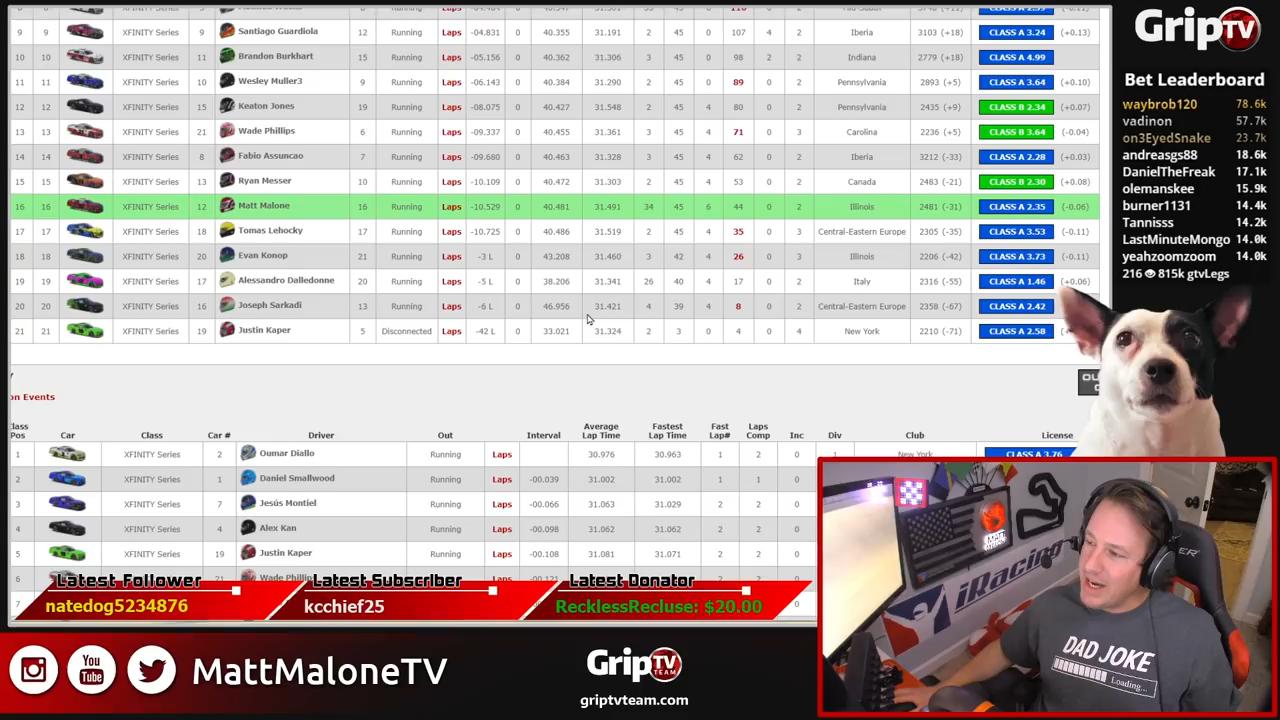 9 9 XFINITY Series 9 Santiago Guardiola 12 Running Laps -04.831 0 40.355 31.191 2 45 0 107 4 2 Iberia 3103 (+18) CLASS A 3.24 (+0.13)
10 10 XFINITY Series 11 Brandon Burkhart 15 Running Laps -05.156 0 40.362 31.306 3 45 0 98 2 2 Indiana 2779 (+18) CLASS A 4.99
11 11 XFINITY Series 10 Wesley Muller3 9 Running Laps -06.143 0 40.384 31.290 2 45 0 89 0 2 Pennsylvania 2893 (+5) CLASS A 3.64 (+0.10)
12 12 XFINITY Series 15 Keaton Jones 19 Running Laps -08.075 0 40.427 31.548 2 45 4 80 0 2 Pennsylvania 2435 (+9) CLASS B 2.34 (+0.07)
13 13 XFINITY Series 21 Wade Phillips 6 Running Laps -09.337 0 40.455 31.361 3 45 4 71 0 3 Carolina 2236 (+5) CLASS B 3.64 (-0.04)
14 14 XFINITY Series 8 Fabio Assuncao 7 Running Laps -09.680 0 40.463 31.328 3 45 4 62 0 2 Iberia 3212 (-33) CLASS A 2.28 (+0.03)
15 15 XFINITY Series 13 Ryan Messer 10 Running Laps -10.109 0 40.472 31.303 2 45 4 53 0 2 Canada 2483 (-21) CLASS B 2.30 (+0.08)
16 16 XFINITY Series 12 Matt Malone 16 Running Laps -10.529 0 40.481 31.491 34 45 6 44 0 2 Illinois 2481 (-31) CLASS A 2.35 (-0.06)
17 17 XFINITY Series 18 Tomas Lehocky 17 Running Laps -10.725 0 40.486 31.519 2 45 4 35 0 3 Central-Eastern Europe 2305 (-35) CLASS A 3.53 (-0.11)
18 18 XFINITY Series 20 Evan Konop 21 Running Laps -3 L 0 43.208 31.460 3 42 4 26 0 3 Illinois 2206 (-42) CLASS A 3.73 (-0.11)
19 19 XFINITY Series 17 Alessandro Dalledonne 20 Running Laps -5 L 0 38.206 31.341 26 40 4 17 0 2 Italy 2316 (-55) CLASS A 1.46 (+0.06)
20 20 XFINITY Series 16 Joseph Sarkadi 13 Running Laps -6 L 0 46.956 31.421 4 39 4 8 0 2 Central-Eastern Europe 2358 (-67) CLASS A 2.42
21 21 XFINITY Series 19 Justin Kaper 5 Disconnected Laps -42 L 0 33.021 31.324 2 3 0 4 0 4 New York 2210 (-71) CLASS A 2.58
on Events
Pos Car Class Car # Driver Out Interval Average Lap Time Fastest Lap Time Fast Lap# Laps Comp Inc Div Club License
1 XFINITY Series 2 Oumar Diallo Running Laps 30.976 30.963 1 2 0 1 New York CLASS A 3.76
2 XFINITY Series 1 Daniel Smallwood Running Laps -00.039 31.002 31.002 1 1 0
3 XFINITY Series 7 Jesús Montiel Running Laps -00.066 31.063 31.029 2 2 0
4 XFINITY Series 4 Alex Kan Running Laps -00.098 31.062 31.062 2 2 0
5 XFINITY Series 19 Justin Kaper Running Laps -00.108 31.081 31.071 2 2 0
GripTV
Bet Leaderboard
waybrob120 78.6k
vadinon 57.7k
on3EyedSnake 23.7k
andreasgs88 18.6k
DanielTheFreak 17.1k
olemanskee 15.9k
burner1131 14.4k
Tannisss 14.2k
LastMinuteMongo 14.0k
yeahzoomzoom 14.0k
216 815k gtvLegs
Latest Follower
natedog5234876
Latest Subscriber
kcchief25
Latest Donator
RecklessRecluse: $20.00
iRacing
DAD JOKE
Loading...
You Tube
MattMaloneTV
GripTV
TEAM
griptvteam.com